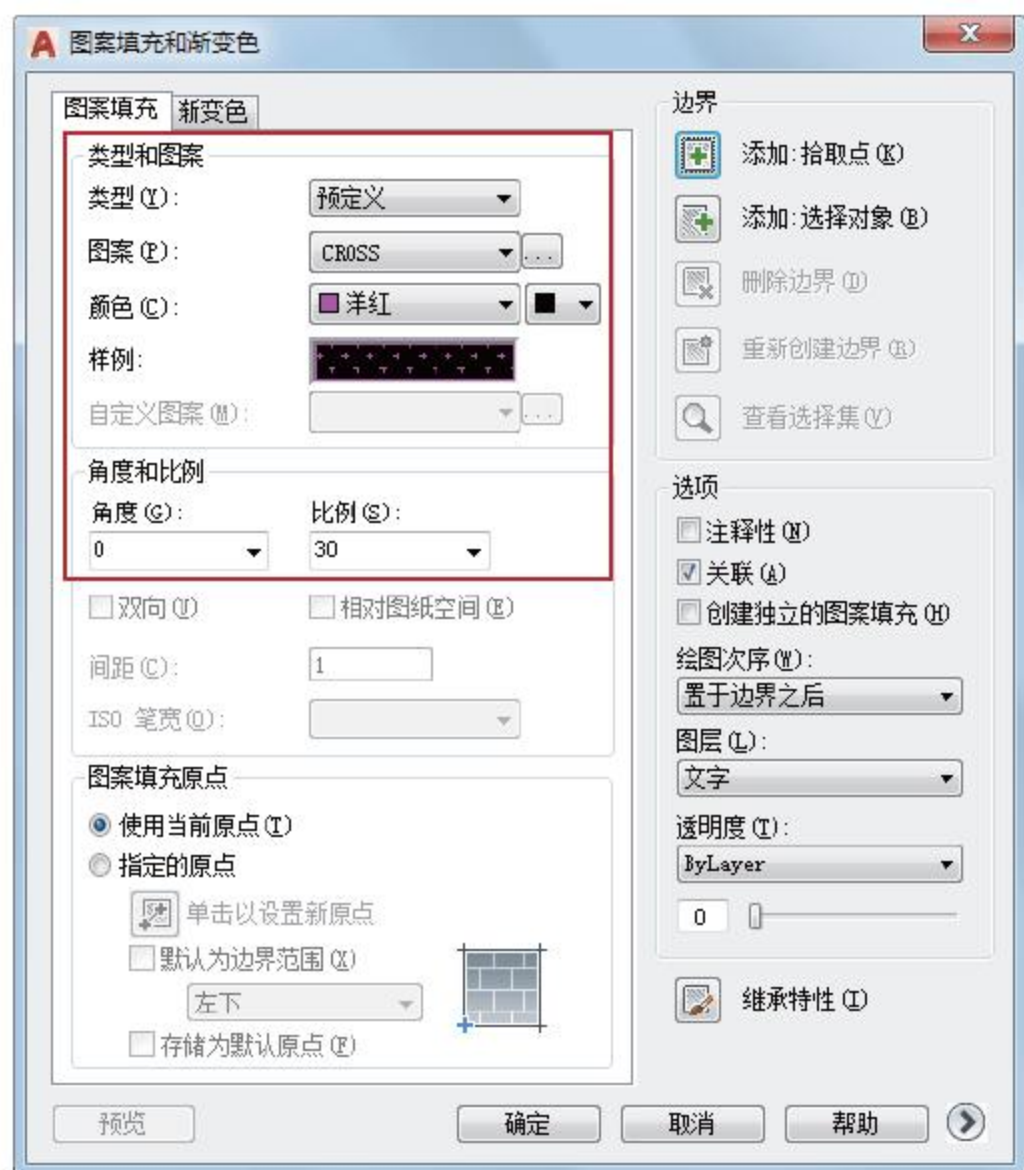 图案填充和渐变色
图案填充 渐变色
类型和图案
类型(Y): 预定义
图案(P): CROSS ...
颜色(C): 洋红
样例:
自定义图案(M): ...
角度和比例
角度(G): 比例(S):
0 30
双向(U) 相对图纸空间(E)
间距(C): 1
ISO 笔宽(O):
图案填充原点
使用当前原点(T)
指定的原点
单击以设置新原点
默认为边界范围(X)
左下
存储为默认原点(F)
边界
添加:拾取点(K)
添加:选择对象(B)
删除边界(D)
重新创建边界(R)
查看选择集(V)
选项
注释性(N)
关联(A)
创建独立的图案填充(H)
绘图次序(W):
置于边界之后
图层(L):
文字
透明度(T):
ByLayer
0
继承特性(I)
预览 确定 取消 帮助